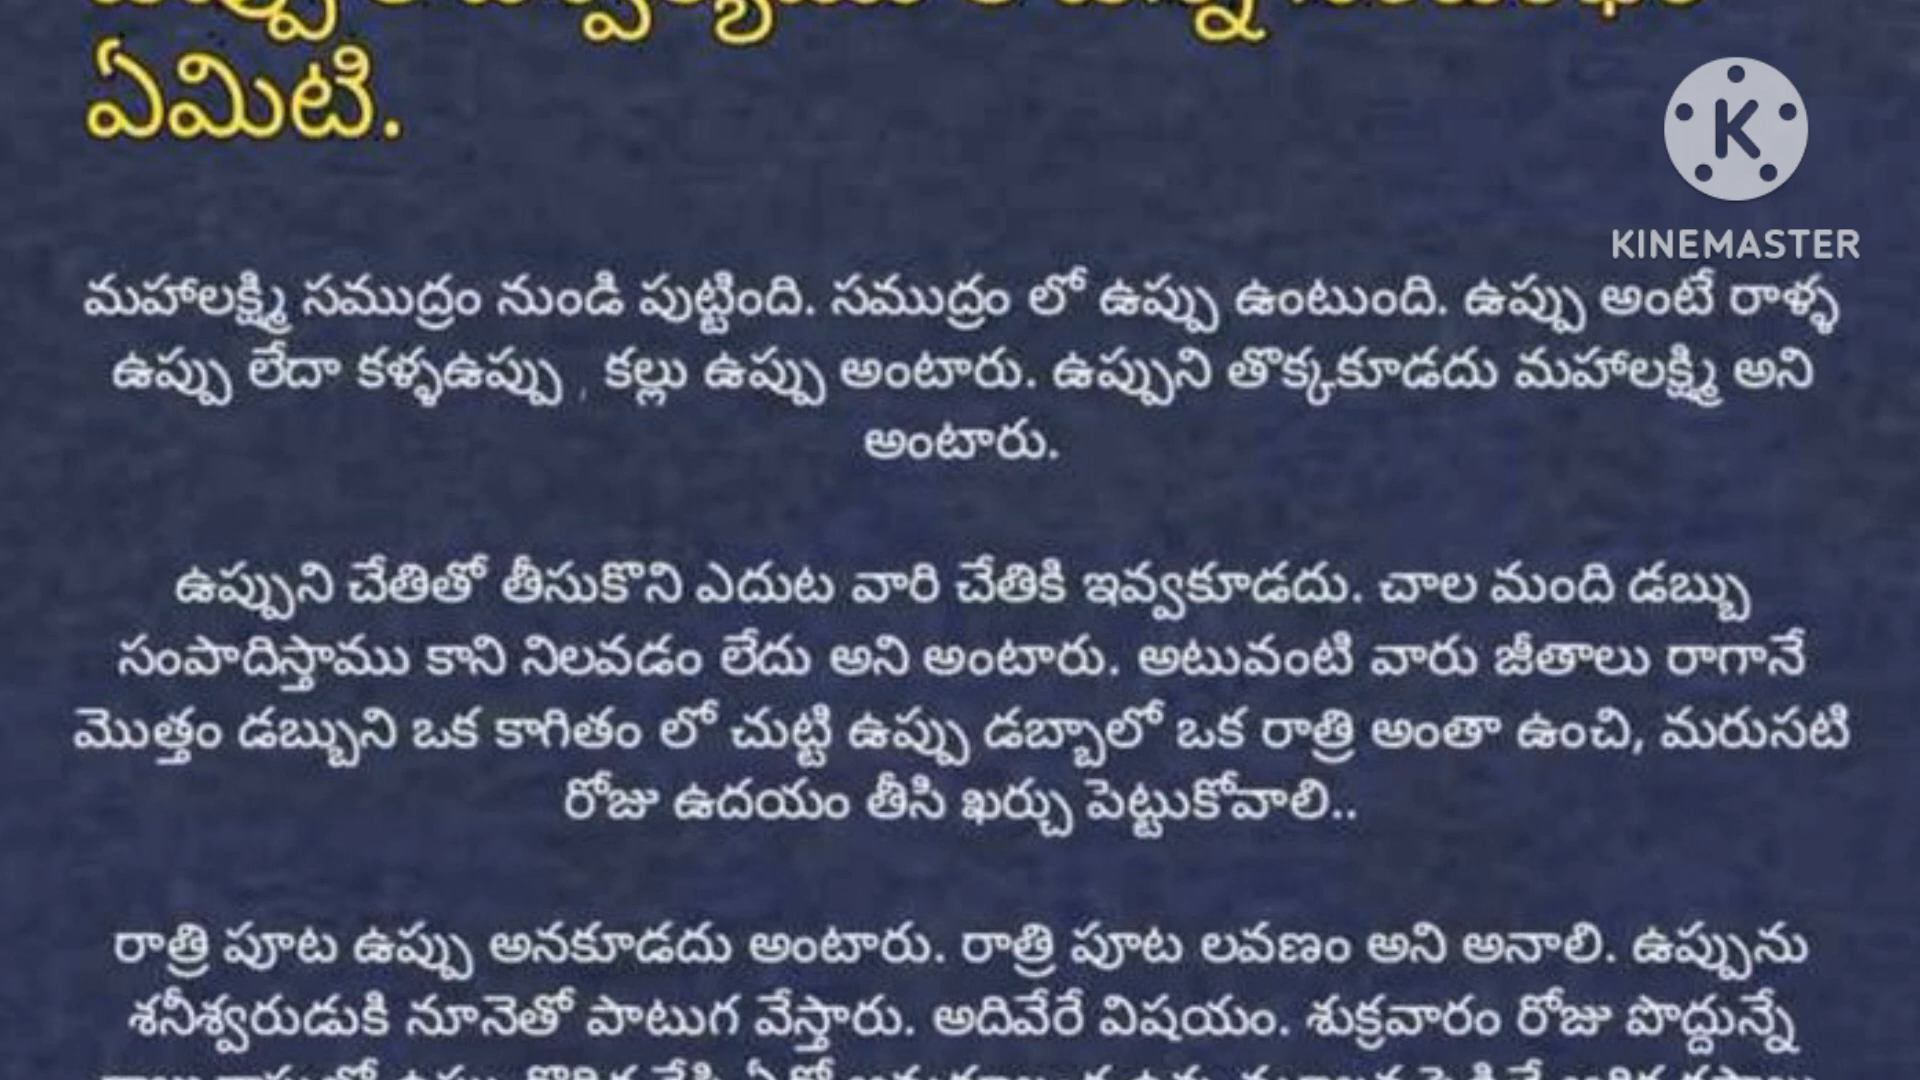 ఏమిటి.
KINEMASTER
మహాలక్ష్మి సముద్రం నుండి పుట్టింది. సముద్రం లో ఉప్పు ఉంటుంది. ఉప్పు అంటే రాళ్ళ
ఉప్పు లేదా కళ్ళఉప్పు , కల్లు ఉప్పు అంటారు. ఉప్పుని తొక్కకూడదు మహాలక్ష్మి అని
అంటారు.
ఉప్పుని చేతితో తీసుకొని ఎదుట వారి చేతికి ఇవ్వకూడదు. చాల మంది డబ్బు
సంపాదిస్తాము కాని నిలవడం లేదు అని అంటారు. అటువంటి వారు జీతాలు రాగానే
మొత్తం డబ్బుని ఒక కాగితం లో చుట్టి ఉప్పు డబ్బాలో ఒక రాత్రి అంతా ఉంచి, మరుసటి
రోజు ఉదయం తీసి ఖర్చు పెట్టుకోవాలి..
రాత్రి పూట ఉప్పు అనకూడదు అంటారు. రాత్రి పూట లవణం అని అనాలి. ఉప్పును
శనీశ్వరుడుకి నూనెతో పాటుగ వేస్తారు. అదివేరే విషయం. శుక్రవారం రోజు పొద్దున్నే